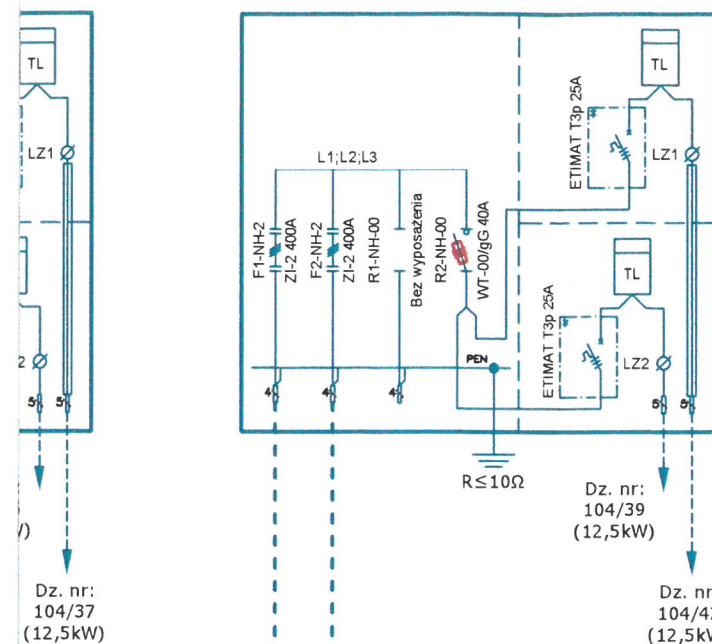 TL
LZ1
2
5
5
Dz. nr:
104/37
(12,5kW)
L1;L2;L3
F1-NH-2
ZI-2 400A
F2-NH-2
ZI-2 400A
R1-NH-00
Bez wyposażenia
R2-NH-00
WT-00/gG 40A
ETIMAT T3p 25A
TL
LZ1
ETIMAT T3p 25A
TL
LZ2
PEN
4
4
4
5
5
R≤10Ω
Dz. nr:
104/39
(12,5kW)
Dz. nr
104/4
(12,5kW